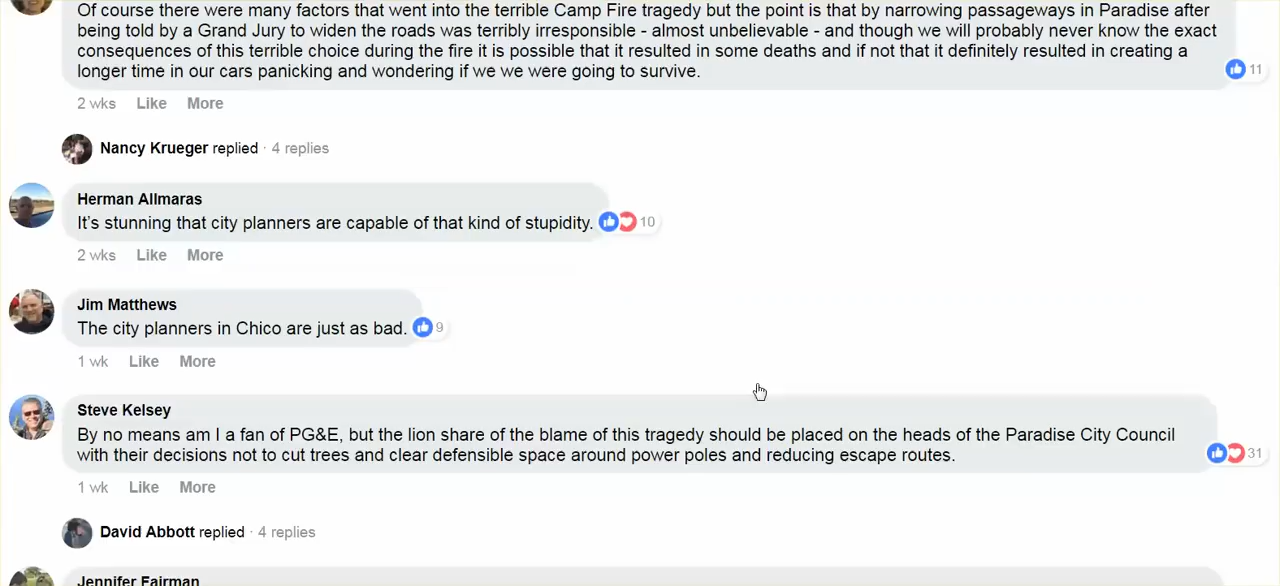 Of course there were many factors that went into the terrible Camp Fire tragedy but the point is that by narrowing passageways in Paradise after
being told by a Grand Jury to widen the roads was terribly irresponsible - almost unbelievable - and though we will probably never know the exact
consequences of this terrible choice during the fire it is possible that it resulted in some deaths and if not that it definitely resulted in creating a
longer time in our cars panicking and wondering if we we were going to survive.
11
2 wks Like More
Nancy Krueger replied · 4 replies
Herman Allmaras
It’s stunning that city planners are capable of that kind of stupidity. 10
2 wks Like More
Jim Matthews
The city planners in Chico are just as bad. 9
1 wk Like More
Steve Kelsey
By no means am I a fan of PG&E, but the lion share of the blame of this tragedy should be placed on the heads of the Paradise City Council
with their decisions not to cut trees and clear defensible space around power poles and reducing escape routes. 31
1 wk Like More
David Abbott replied · 4 replies
Jennifer Fairman